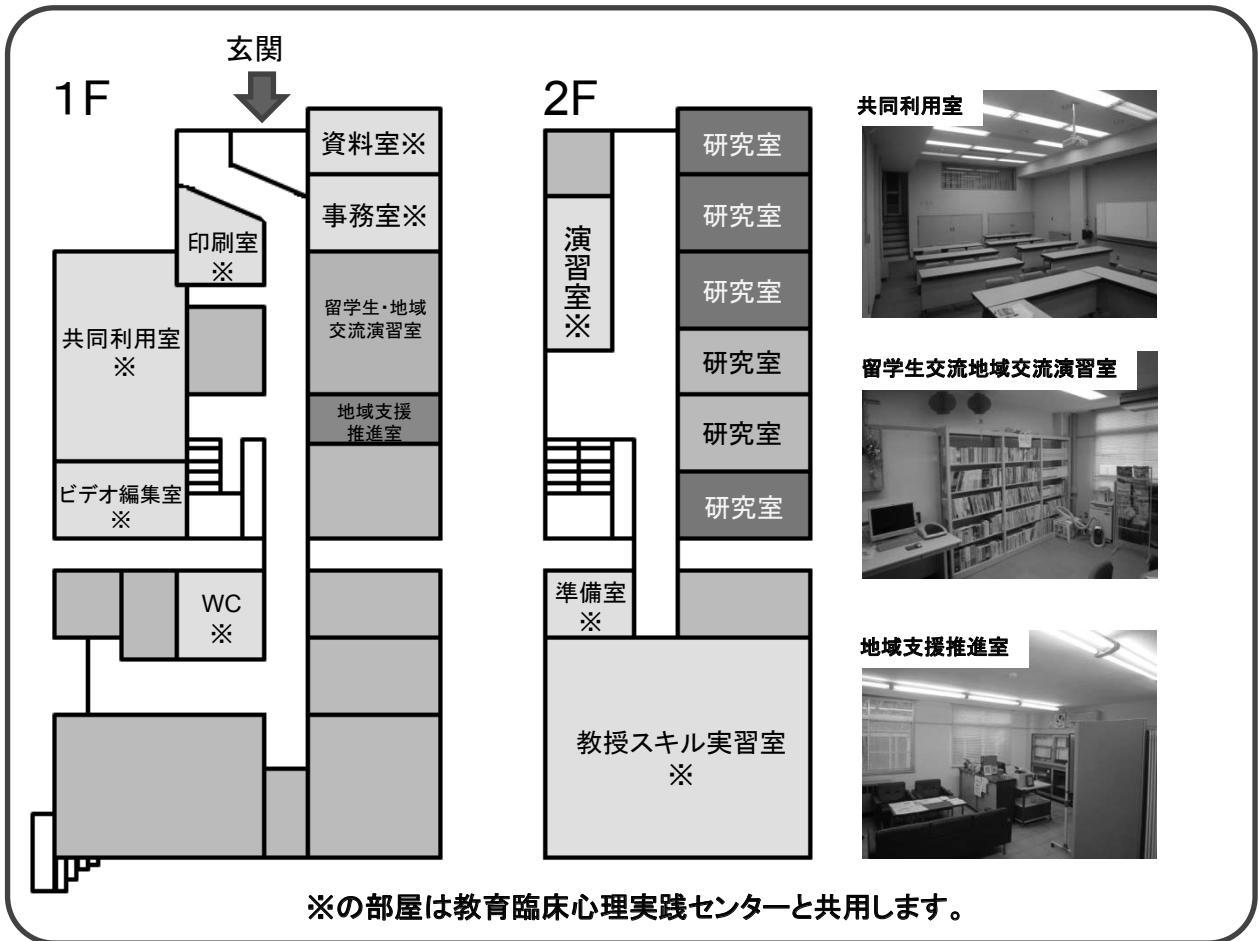 玄関
1F
資料室※
事務室※
印刷室
※
留学生・地域
交流演習室
共同利用室
※
地域支援
推進室
ビデオ編集室
※
WC
※
2F
研究室
研究室
演習室※
研究室
研究室
研究室
研究室
準備室
※
教授スキル実習室
※
共同利用室
留学生交流地域交流演習室
地域支援推進室
※の部屋は教育臨床心理実践センターと共用します。